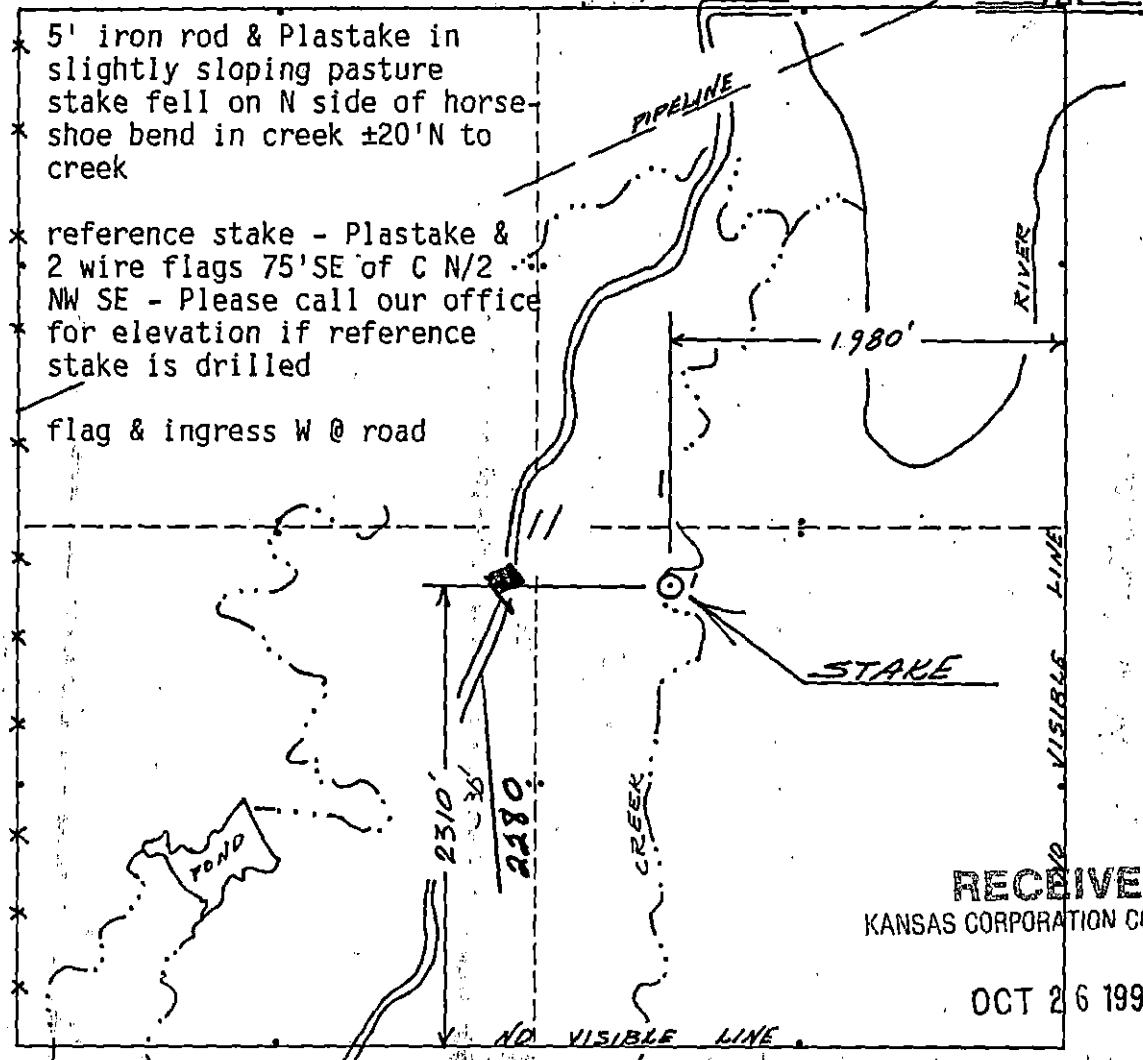 5' iron rod & Plastake in
slightly sloping pasture
stake fell on N side of horse-
shoe bend in creek ±20'N to
creek
reference stake - Plastake &
2 wire flags 75'SE of C N/2
NW SE - Please call our office
for elevation if reference
stake is drilled
flag & ingress W @ road
PIPELINE
RIVER
1980'
STAKE
2310'
2280
CREEK
POND
NO VISIBLE LINE
RECEIVE
KANSAS CORPORATION CO
OCT 26 199
NO VISIBLE LINE